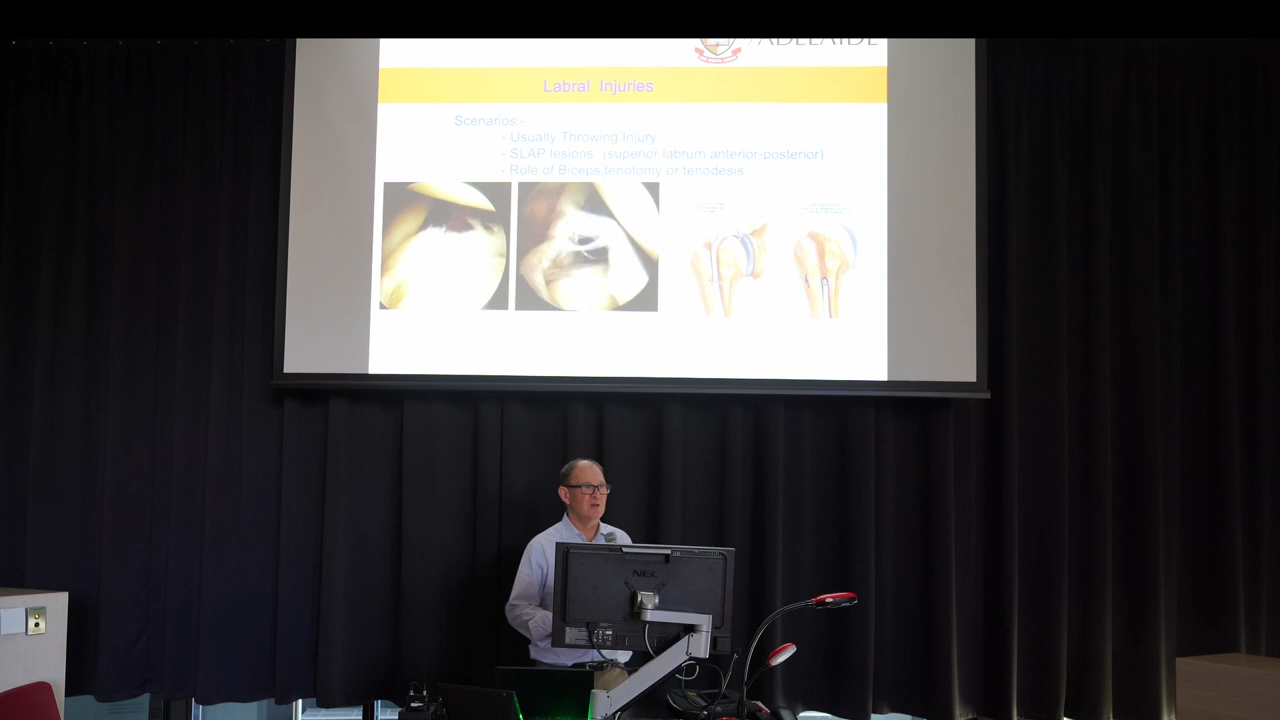 ADELAIDE
Labral Injuries
Scenarios:-
- Usually Throwing Injury
- SLAP lesions (superior labrum anterior-posterior)
- Role of Biceps tenotomy or tenodesis
NEC